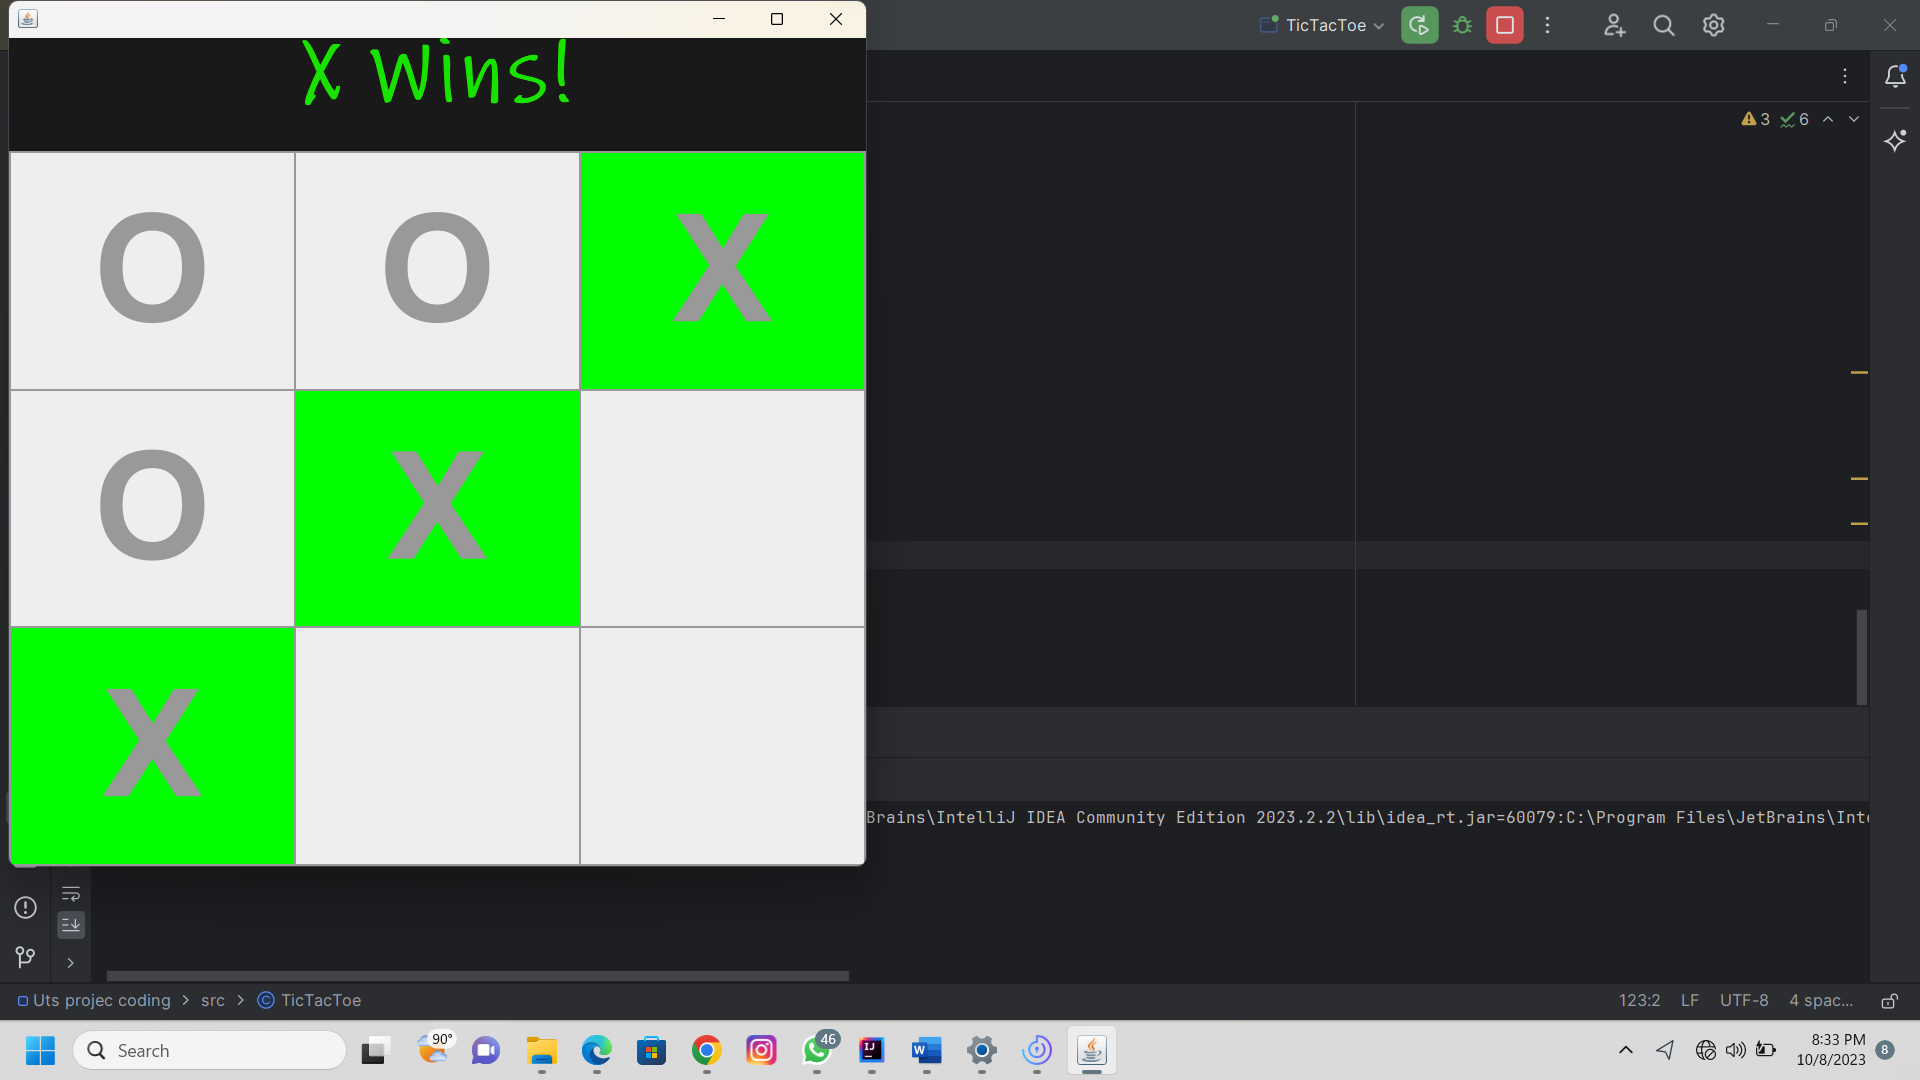 X Wins!
O O X
O X
X
TicTacToe
3 6
Brains\IntelliJ IDEA Community Edition 2023.2.2\lib\idea_rt.jar=60079:C:\Program Files\JetBrains\Inte
Uts projec coding > src > TicTacToe
123:2 LF UTF-8 4 spac...
Search
90°
46
IJ
W
8:33 PM
10/8/2023
8